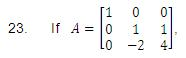 23. If A = [1 0 0]
[0 1 1]
[0 -2 4],